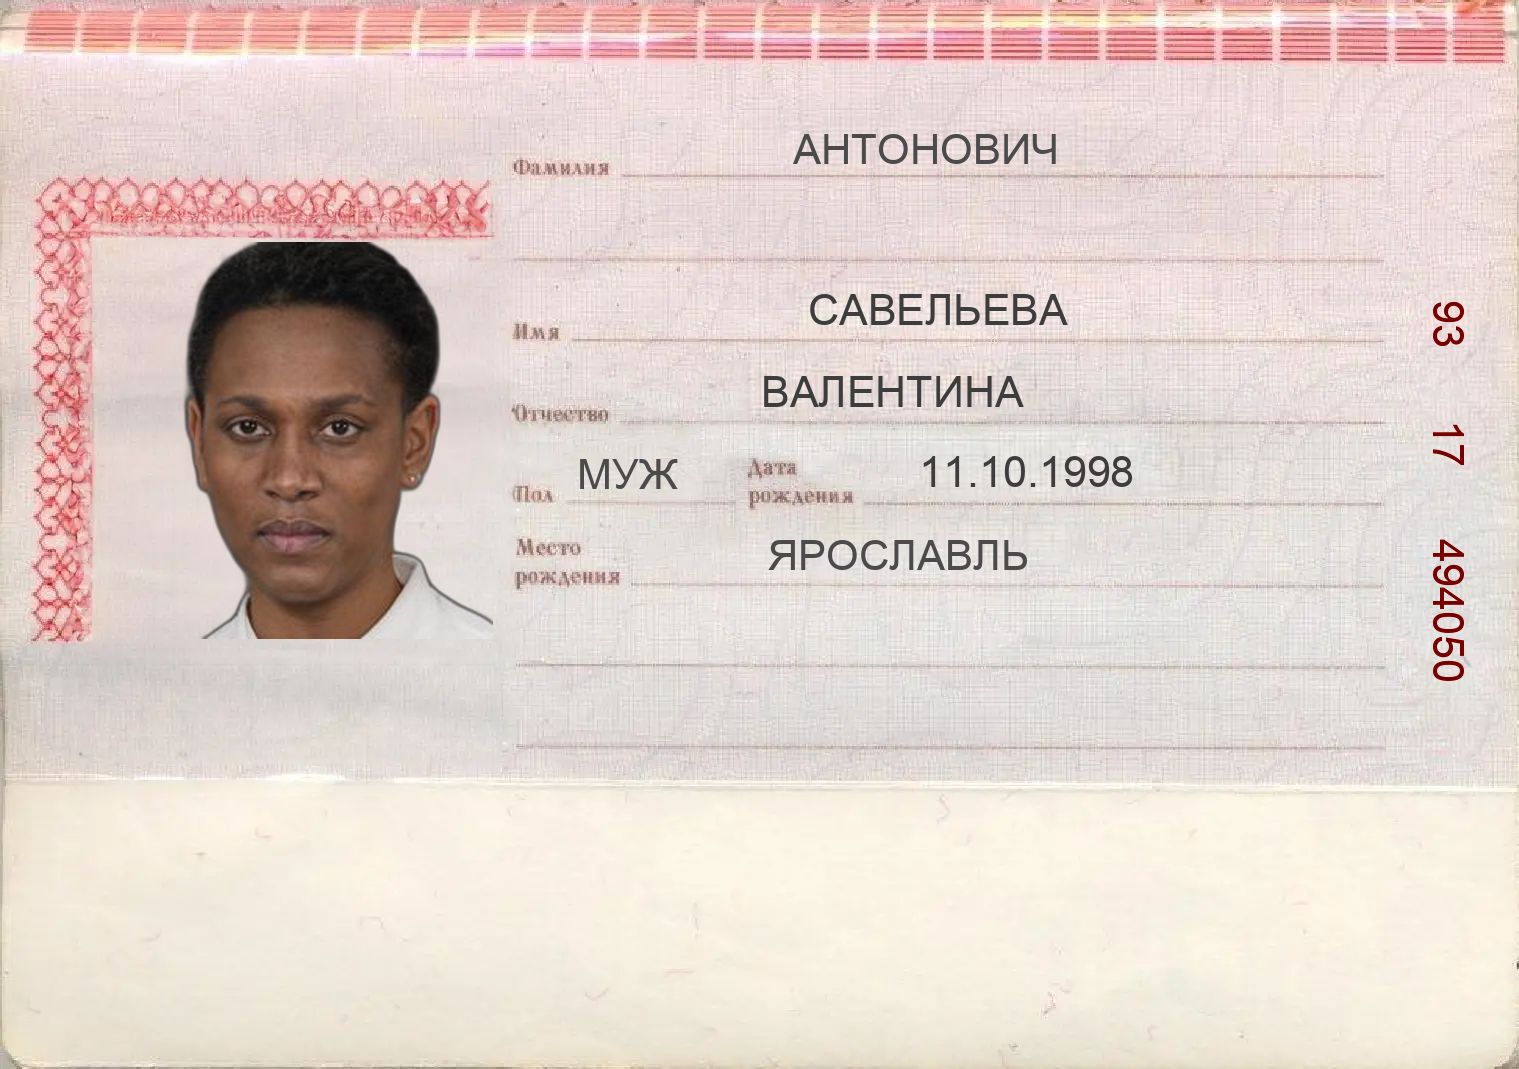 Фамилия АНТОНОВИЧ
Имя САВЕЛЬЕВА
Отчество ВАЛЕНТИНА
Пол МУЖ Дата рождения 11.10.1998
Место рождения ЯРОСЛАВЛЬ
93 17 494050